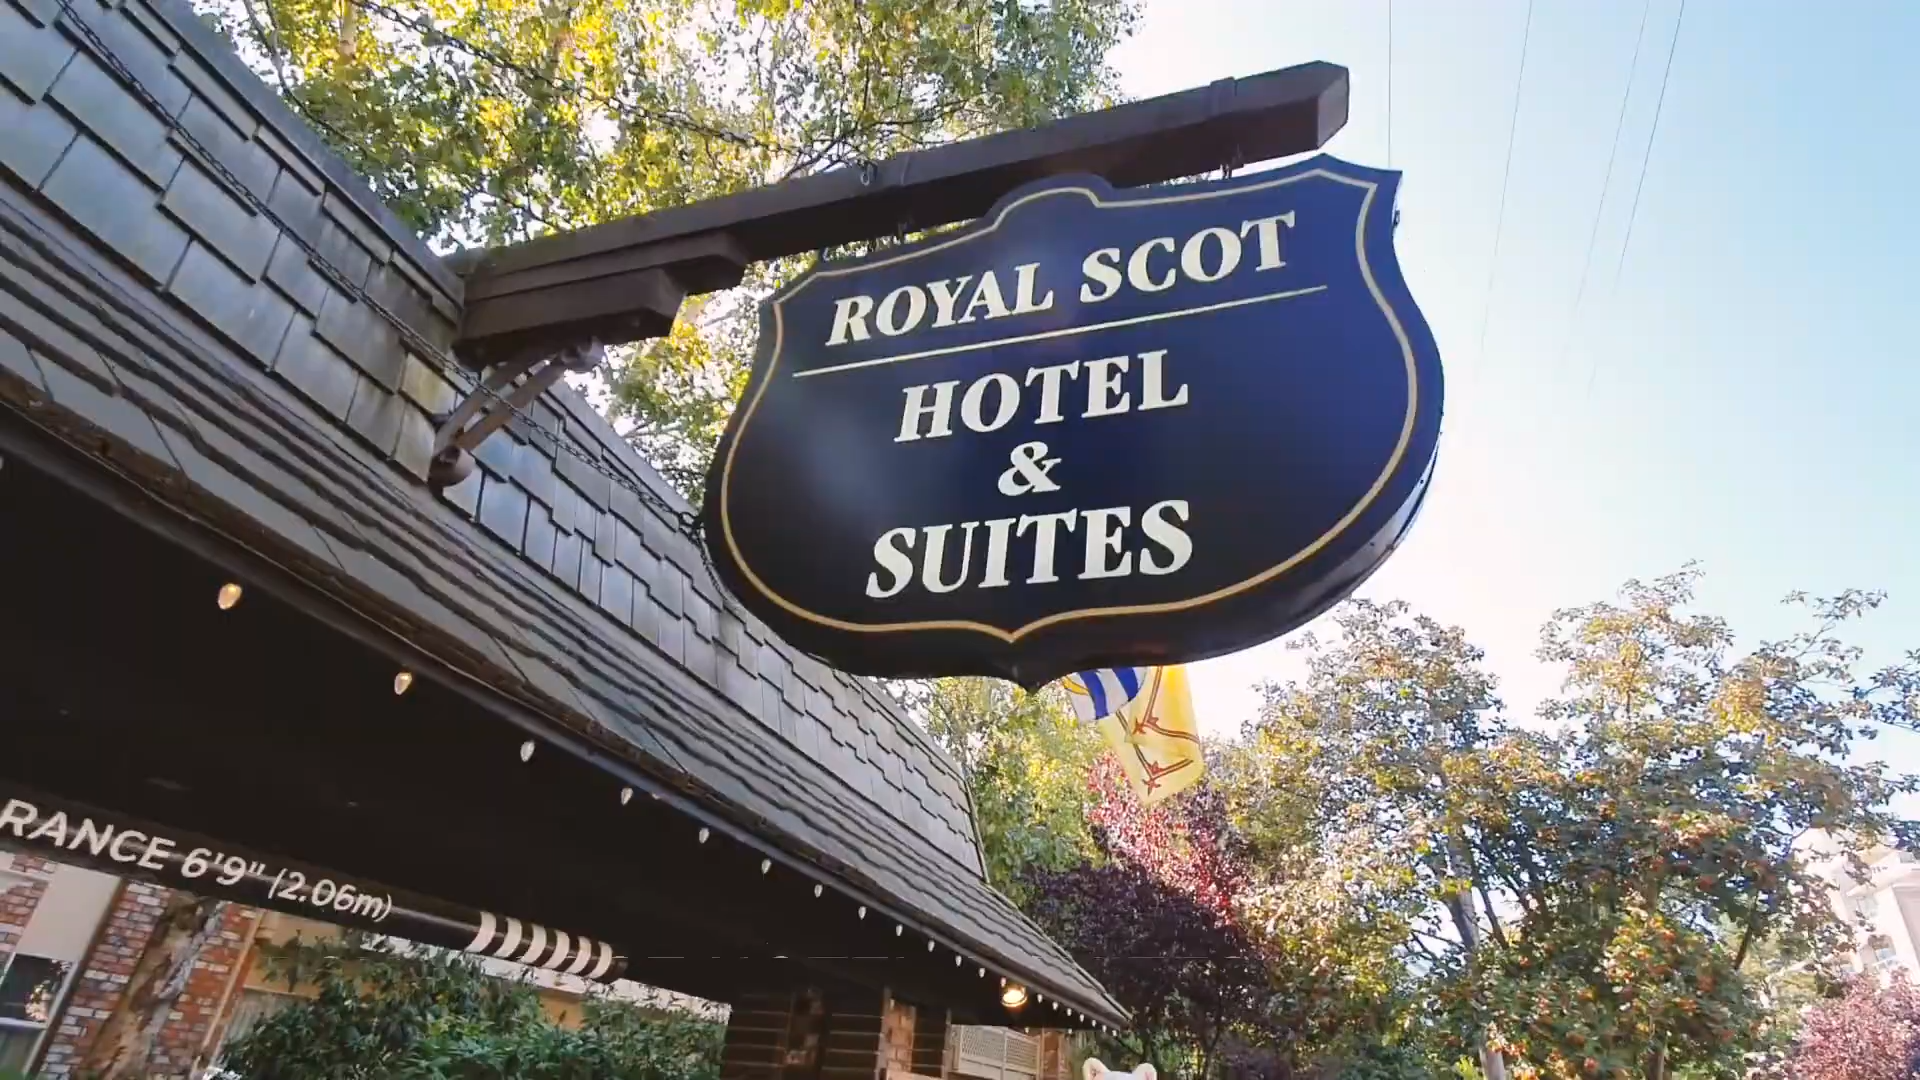 ROYAL SCOT
HOTEL
&
SUITES
RANCE 6'9" (2.06m)